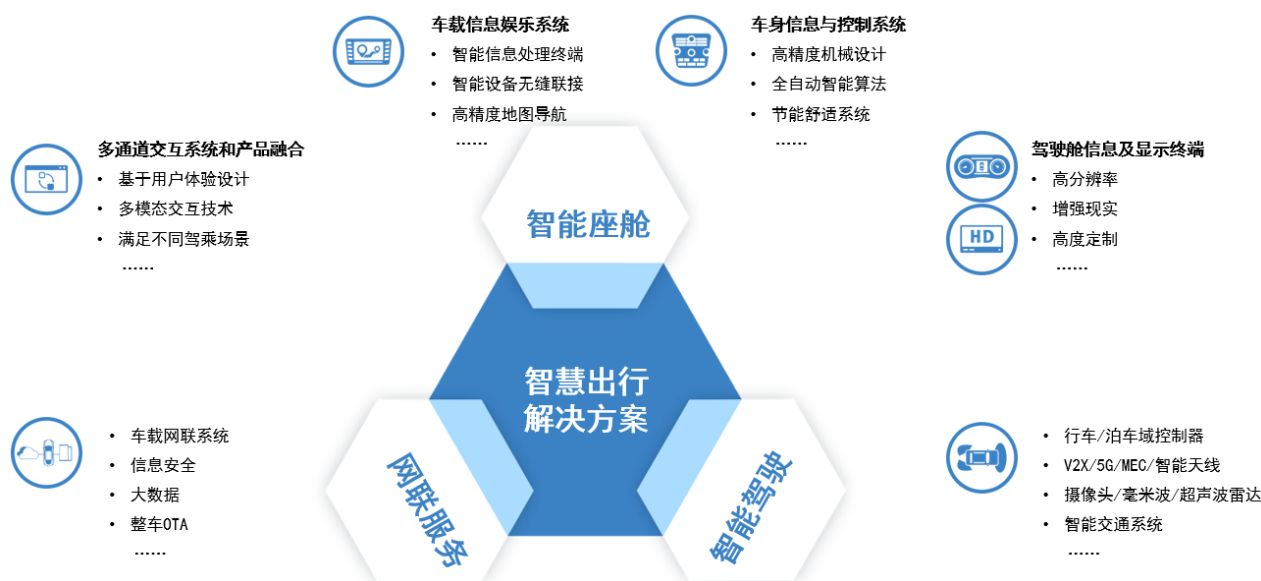 车载信息娱乐系统
• 智能信息处理终端
• 智能设备无缝联接
• 高精度地图导航
......
车身信息与控制系统
• 高精度机械设计
• 全自动智能算法
• 节能舒适系统
......
多通道交互系统和产品融合
• 基于用户体验设计
• 多模态交互技术
• 满足不同驾乘场景
......
驾驶舱信息及显示终端
• 高分辨率
• 增强现实
• 高度定制
......
HD
智能座舱
智慧出行
解决方案
网联服务
智能驾驶
• 车载网联系统
• 信息安全
• 大数据
• 整车OTA
......
• 行车/泊车域控制器
• V2X/5G/MEC/智能天线
• 摄像头/毫米波/超声波雷达
• 智能交通系统
......